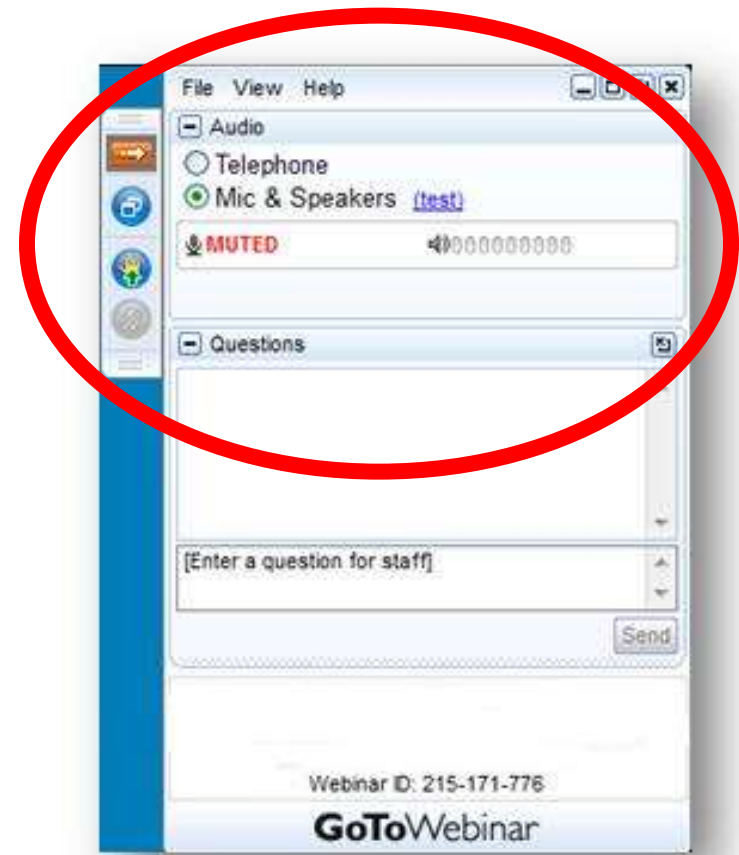 File View Help
Audio
Telephone
Mic & Speakers (test)
MUTED
Questions
[Enter a question for staff]
Send
Webinar ID: 215-171-776
GoToWebinar